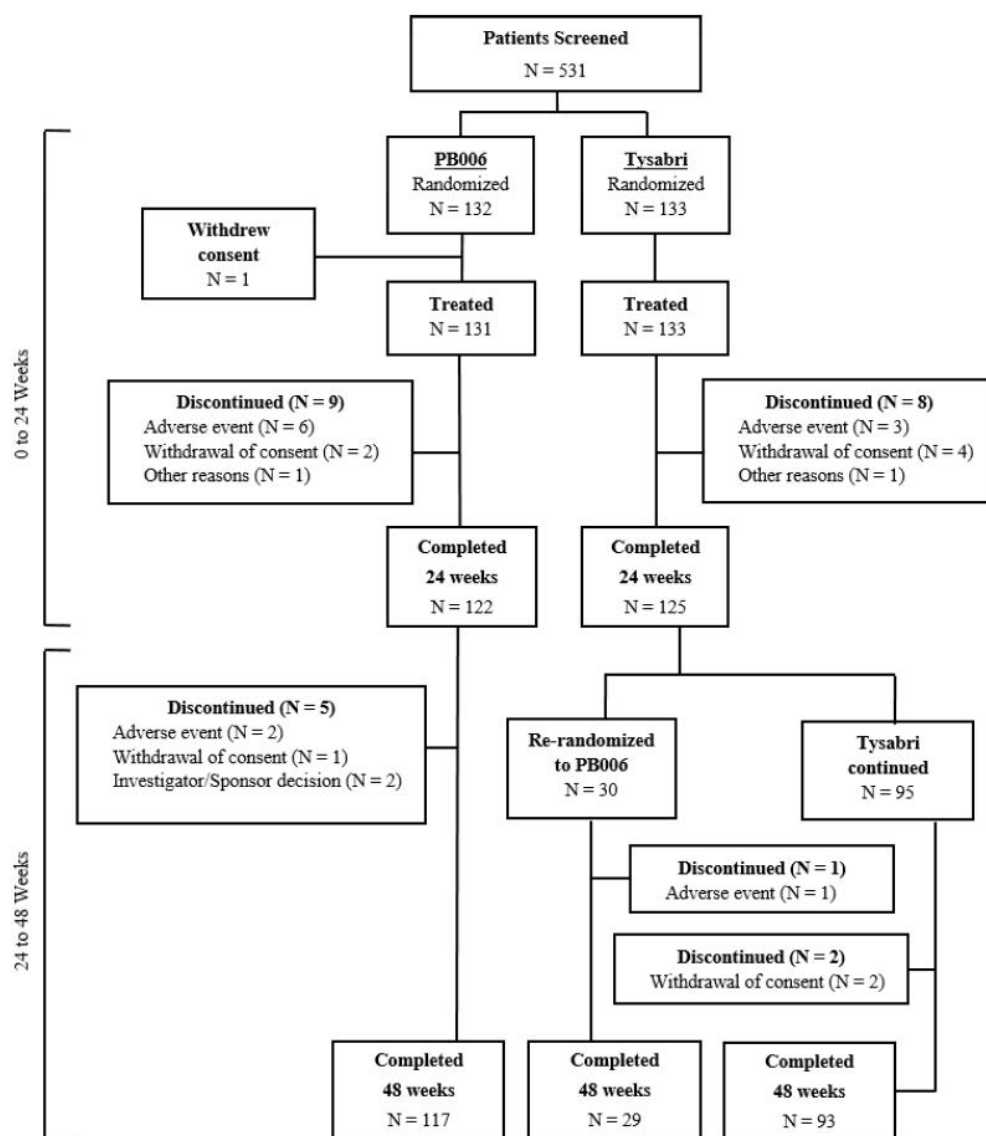 Patients Screened
N = 531
PB006
Randomized
N = 132
Tysabri
Randomized
N = 133
Withdrew
consent
N = 1
Treated
N = 131
Treated
N = 133
0 to 24 Weeks
Discontinued (N = 9)
Adverse event (N = 6)
Withdrawal of consent (N = 2)
Other reasons (N = 1)
Discontinued (N = 8)
Adverse event (N = 3)
Withdrawal of consent (N = 4)
Other reasons (N = 1)
Completed
24 weeks
N = 122
Completed
24 weeks
N = 125
24 to 48 Weeks
Discontinued (N = 5)
Adverse event (N = 2)
Withdrawal of consent (N = 1)
Investigator/Sponsor decision (N = 2)
Re-randomized
to PB006
N = 30
Tysabri
continued
N = 95
Discontinued (N = 1)
Adverse event (N = 1)
Discontinued (N = 2)
Withdrawal of consent (N = 2)
Completed
48 weeks
N = 117
Completed
48 weeks
N = 29
Completed
48 weeks
N = 93